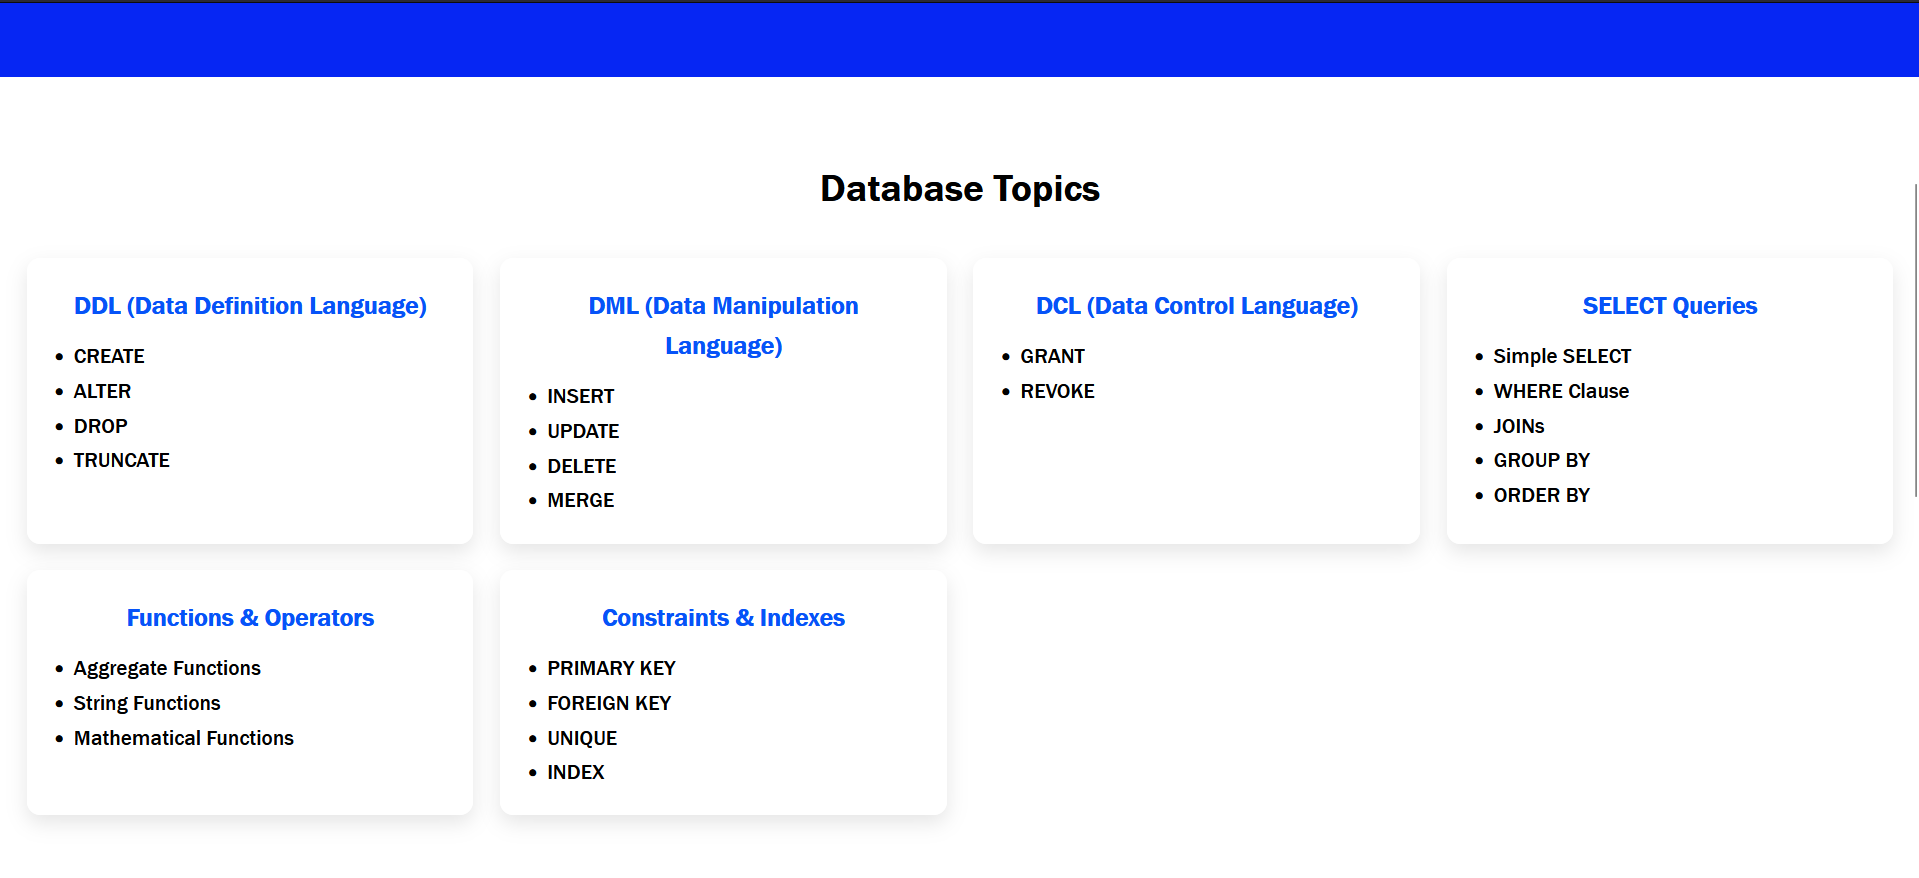 Database Topics
DDL (Data Definition Language)
CREATE
ALTER
DROP
TRUNCATE
DML (Data Manipulation
Language)
INSERT
UPDATE
DELETE
MERGE
DCL (Data Control Language)
GRANT
REVOKE
SELECT Queries
Simple SELECT
WHERE Clause
JOINs
GROUP BY
ORDER BY
Functions & Operators
Aggregate Functions
String Functions
Mathematical Functions
Constraints & Indexes
PRIMARY KEY
FOREIGN KEY
UNIQUE
INDEX